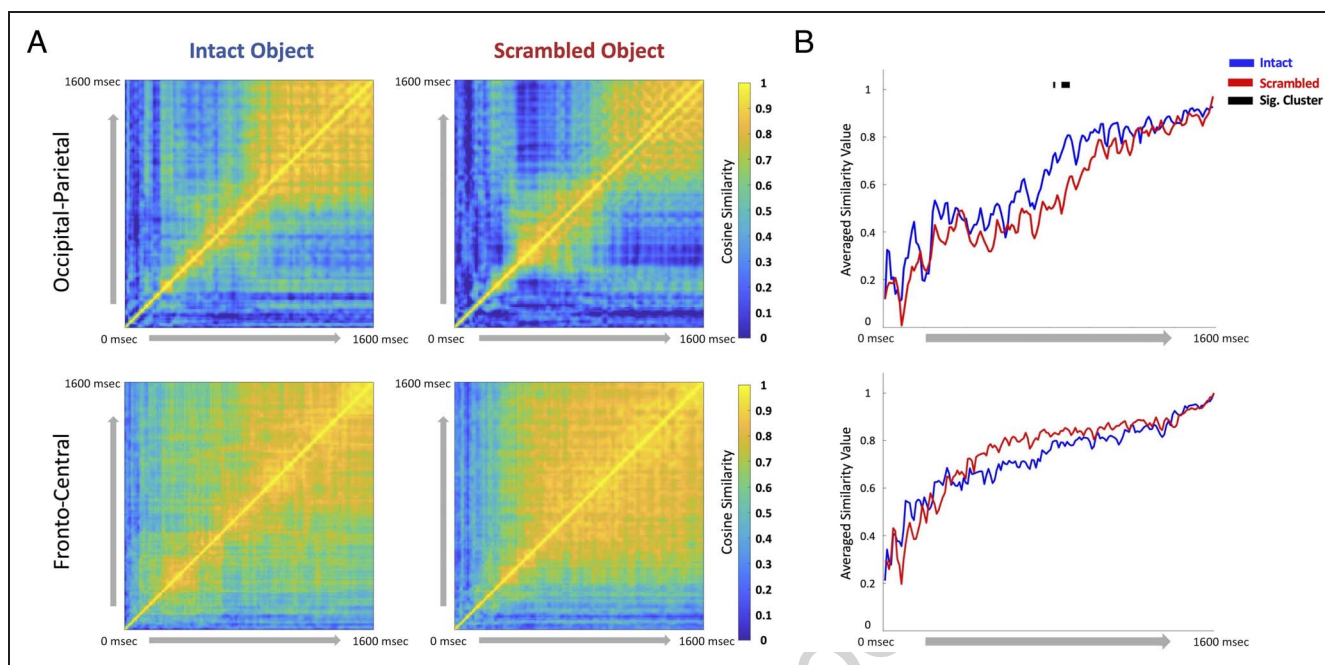 A
Intact Object
Scrambled Object
B
1600 msec
Occipital-Parietal
0 msec
1600 msec
0 msec
1600 msec
1
0.9
0.8
0.7
0.6
0.5
0.4
0.3
0.2
0.1
0
Cosine Similarity
Intact
Scrambled
Sig. Cluster
Averaged Similarity Value
1
0.8
0.6
0.4
0.2
0
0 msec
1600 msec
1600 msec
Fronto-Central
0 msec
1600 msec
0 msec
1600 msec
1
0.9
0.8
0.7
0.6
0.5
0.4
0.3
0.2
0.1
0
Cosine Similarity
Averaged Similarity Value
1
0.8
0.6
0.4
0.2
0
0 msec
1600 msec